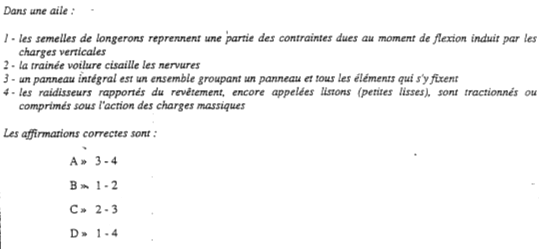 Dans une aile :
1 - les semelles de longerons reprennent une partie des contraintes dues au moment de flexion induit par les
charges verticales
2 - la trainée voilure cisaille les nervures
3 - un panneau intégral est un ensemble groupant un panneau et tous les éléments qui s'y fixent
4 - les raidisseurs rapportés du revêtement, encore appelées listons (petites lisses), sont tractionnés ou
comprimés sous l'action des charges massiques
Les affirmations correctes sont :
A » 3 - 4
B » 1 - 2
C » 2 - 3
D » 1 - 4